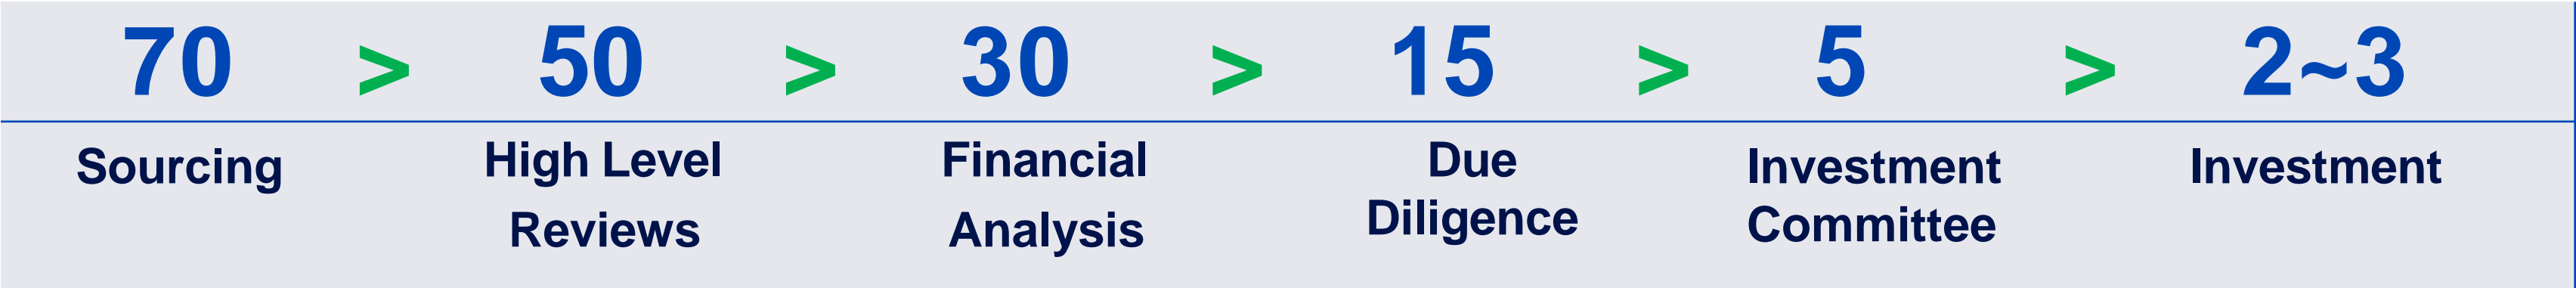 70 > 50 > 30 > 15 > 5 > 2~3
Sourcing
High Level
Reviews
Financial
Analysis
Due
Diligence
Investment
Committee
Investment